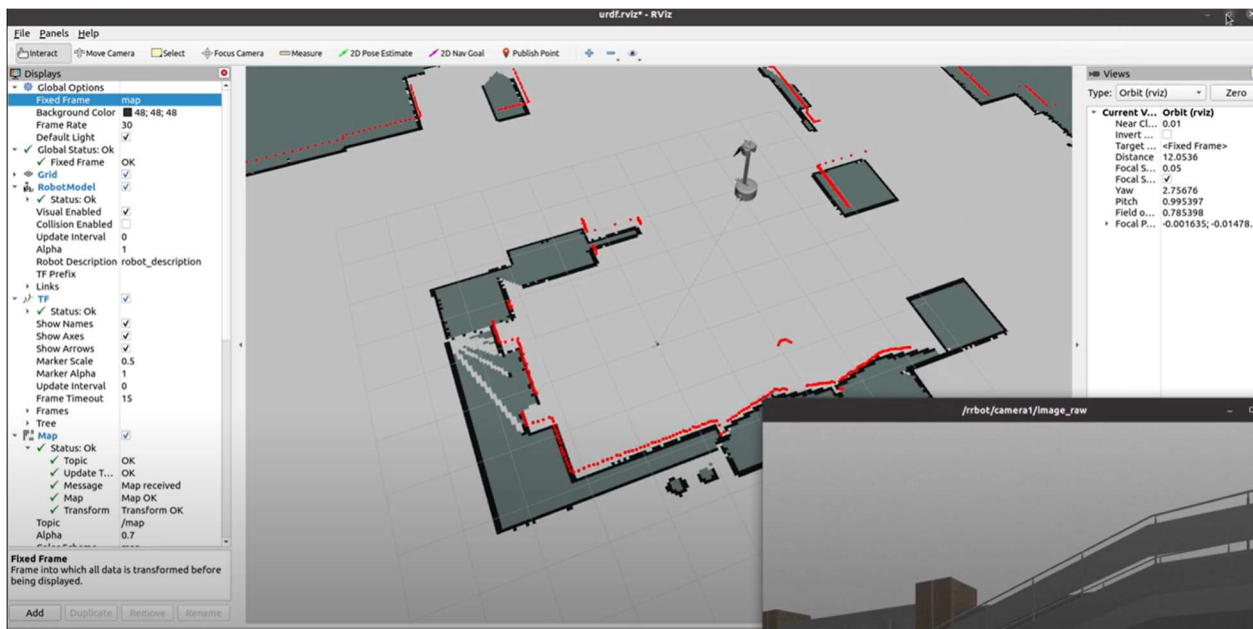 urdf.rviz* - RViz
File Panels Help
Interact Move Camera Select Focus Camera Measure 2D Pose Estimate 2D Nav Goal Publish Point
Displays
Global Options
Fixed Frame map
Background Color 48; 48; 48
Frame Rate 30
Default Light
Global Status: Ok
Fixed Frame OK
Grid
RobotModel
Status: Ok
Visual Enabled
Collision Enabled
Update Interval 0
Alpha 1
Robot Description robot_description
TF Prefix
Links
TF
Status: Ok
Show Names
Show Axes
Show Arrows
Marker Scale 0.5
Marker Alpha 1
Update Interval 0
Frame Timeout 15
Frames
Tree
Map
Status: Ok
Topic OK
Update T... OK
Message Map received
Map Map OK
Transform Transform OK
Topic /map
Alpha 0.7
Fixed Frame
Frame into which all data is transformed before
being displayed.
Add Duplicate Remove Rename
Views
Type: Orbit (rviz) Zero
Current V... Orbit (rviz)
Near Cl... 0.01
Invert ...
Target ... <Fixed Frame>
Distance 12.0536
Focal S... 0.05
Focal S...
Yaw 2.75676
Pitch 0.995397
Field o... 0.785398
Focal P... -0.001635; -0.01478...
/rrbot/camera1/image_raw